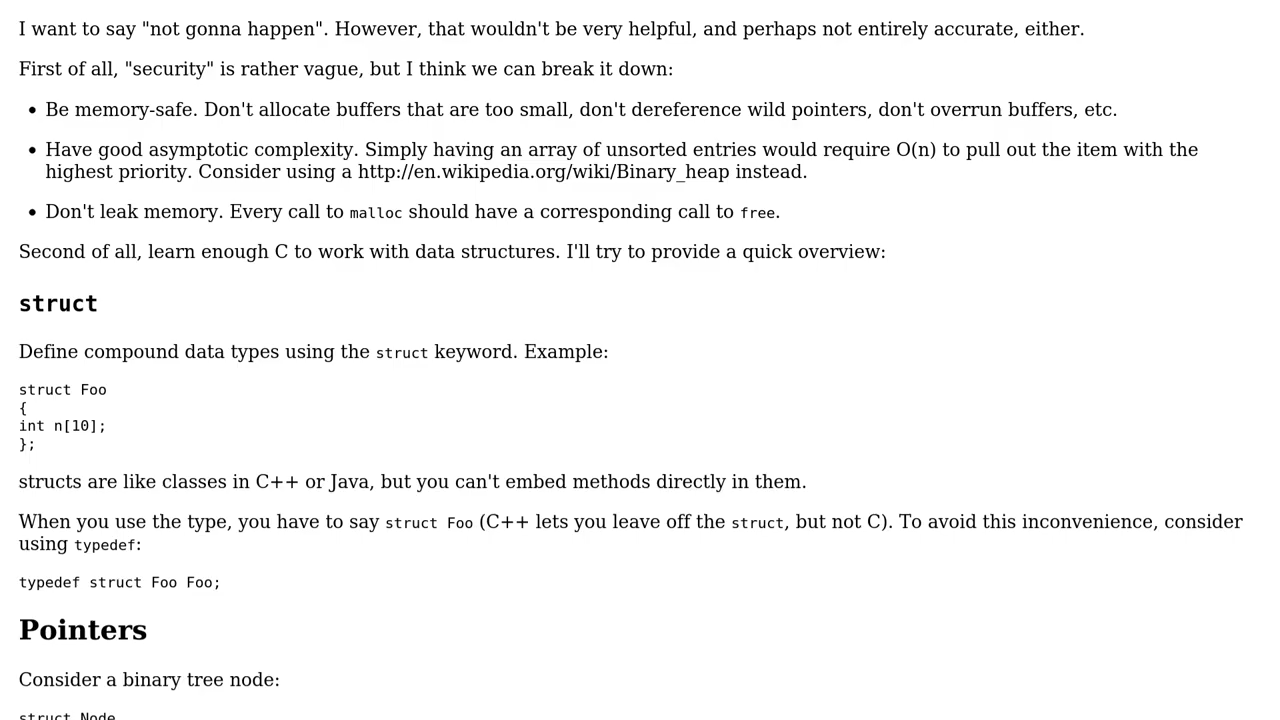 I want to say "not gonna happen". However, that wouldn't be very helpful, and perhaps not entirely accurate, either.
First of all, "security" is rather vague, but I think we can break it down:
• Be memory-safe. Don't allocate buffers that are too small, don't dereference wild pointers, don't overrun buffers, etc.
• Have good asymptotic complexity. Simply having an array of unsorted entries would require O(n) to pull out the item with the
highest priority. Consider using a http://en.wikipedia.org/wiki/Binary_heap instead.
• Don't leak memory. Every call to malloc should have a corresponding call to free.
Second of all, learn enough C to work with data structures. I'll try to provide a quick overview:
struct
Define compound data types using the struct keyword. Example:
struct Foo
{
int n[10];
};
structs are like classes in C++ or Java, but you can't embed methods directly in them.
When you use the type, you have to say struct Foo (C++ lets you leave off the struct, but not C). To avoid this inconvenience, consider
using typedef:
typedef struct Foo Foo;
Pointers
Consider a binary tree node:
struct Node